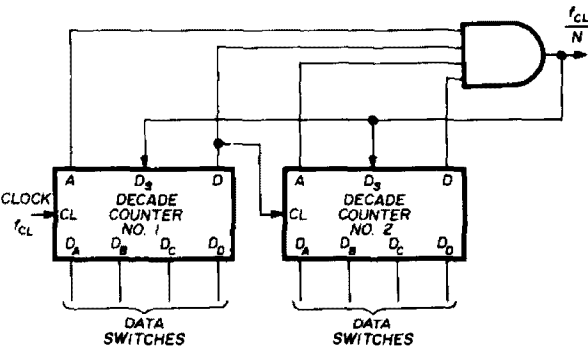 f_CL
N
A D_S D
CLOCK
f_CL
CL
DECADE
COUNTER
NO. 1
D_A D_B D_C D_D
DATA
SWITCHES
A D_S D
CL
DECADE
COUNTER
NO. 2
D_A D_B D_C D_D
DATA
SWITCHES